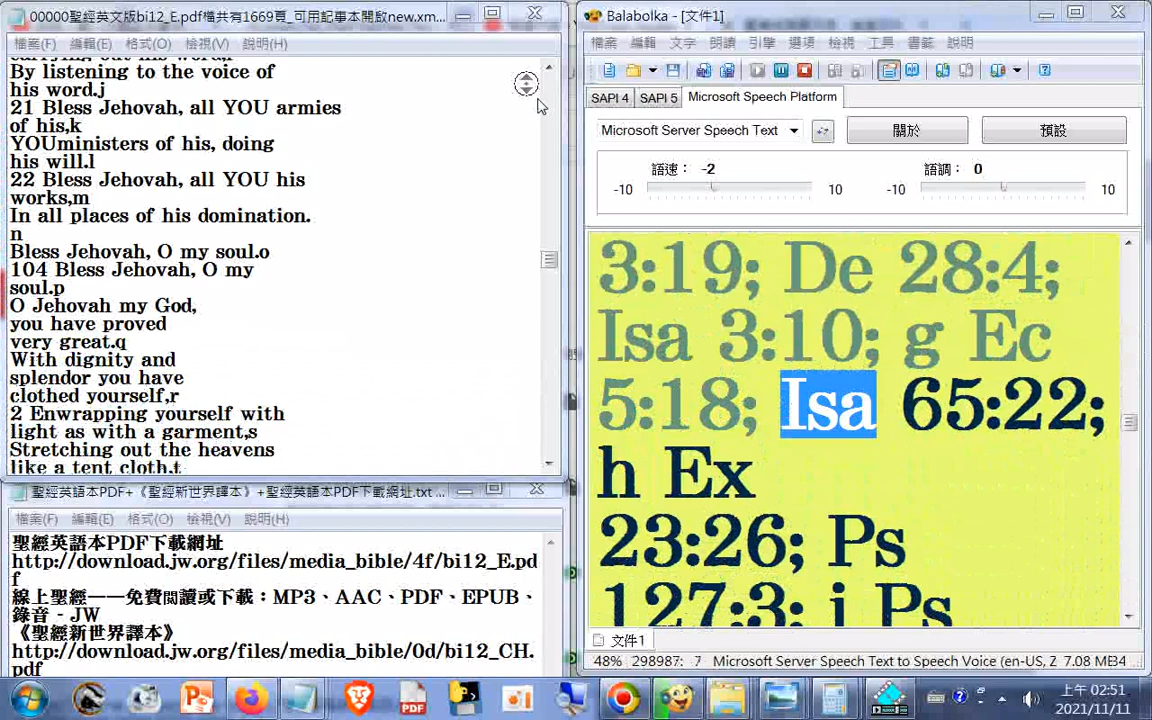 00000聖經英文版bi12_E.pdf檔共有1669頁_可用記事本開啟new.xm...
檔案(F) 編輯(E) 格式(O) 檢視(V) 說明(H)
By listening to the voice of
his word.j
21 Bless Jehovah, all YOU armies
of his,k
YOUministers of his, doing
his will.l
22 Bless Jehovah, all YOU his
works,m
In all places of his domination.
n
Bless Jehovah, O my soul.o
104 Bless Jehovah, O my
soul.p
O Jehovah my God,
you have proved
very great.q
With dignity and
splendor you have
clothed yourself,r
2 Enwrapping yourself with
light as with a garment,s
Stretching out the heavens
like a tent cloth,t
聖經英語本PDF+《聖經新世界譯本》+聖經英語本PDF下載網址.txt ...
檔案(F) 編輯(E) 格式(O) 檢視(V) 說明(H)
聖經英語本PDF下載網址
http://download.jw.org/files/media_bible/4f/bi12_E.pd
f
線上聖經——免費閱讀或下載：MP3、AAC、PDF、EPUB、
錄音 - JW
《聖經新世界譯本》
http://download.jw.org/files/media_bible/0d/bi12_CH.
pdf
Balabolka - [文件1]
檔案 編輯 文字 朗讀 引擎 選項 檢視 工具 書籤 說明
SAPI 4 SAPI 5 Microsoft Speech Platform
Microsoft Server Speech Text 關於 預設
語速： -2 語調： 0
-10 10 -10 10
3:19; De 28:4;
Isa 3:10; g Ec
5:18; Isa 65:22;
h Ex
23:26; Ps
127:3; i Ps
文件1
48% 298987: 7 Microsoft Server Speech Text to Speech Voice (en-US, Z 7.08 MB34
PDF
上午 02:51
2021/11/11